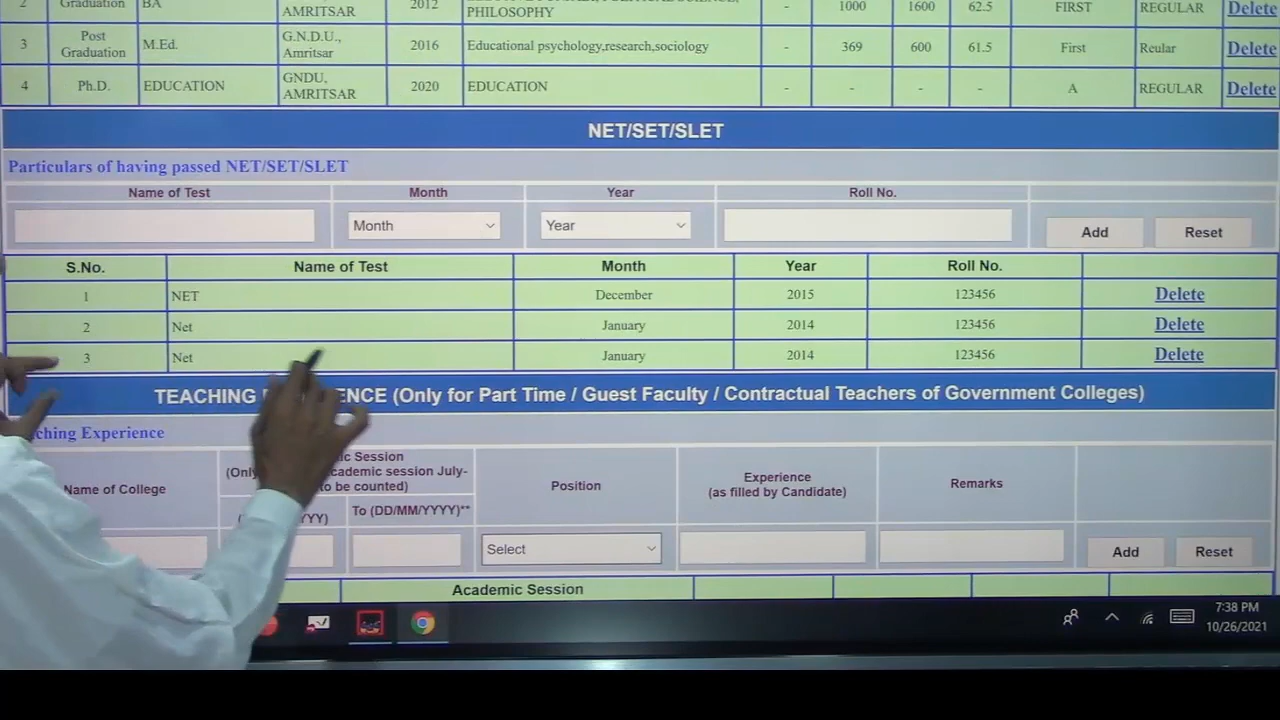 2 Graduation BA AMRITSAR 2012 PHILOSOPHY - 1000 1600 62.5 FIRST REGULAR Delete
3 Post Graduation M.Ed. G.N.D.U., Amritsar 2016 Educational psychology,research,sociology - 369 600 61.5 First Reular Delete
4 Ph.D. EDUCATION GNDU, AMRITSAR 2020 EDUCATION - - - - A REGULAR Delete
NET/SET/SLET
Particulars of having passed NET/SET/SLET
Name of Test Month Year Roll No.
Month Year Add Reset
S.No. Name of Test Month Year Roll No.
1 NET December 2015 123456 Delete
2 Net January 2014 123456 Delete
3 Net January 2014 123456 Delete
TEACHING ENCE (Only for Part Time / Guest Faculty / Contractual Teachers of Government Colleges)
ching Experience
Name of College
ic Session
(Only cademic session July-
to be counted)
YYY) To (DD/MM/YYYY)**
Position
Experience
(as filled by Candidate)
Remarks
Select Add Reset
Academic Session
7:38 PM
10/26/2021